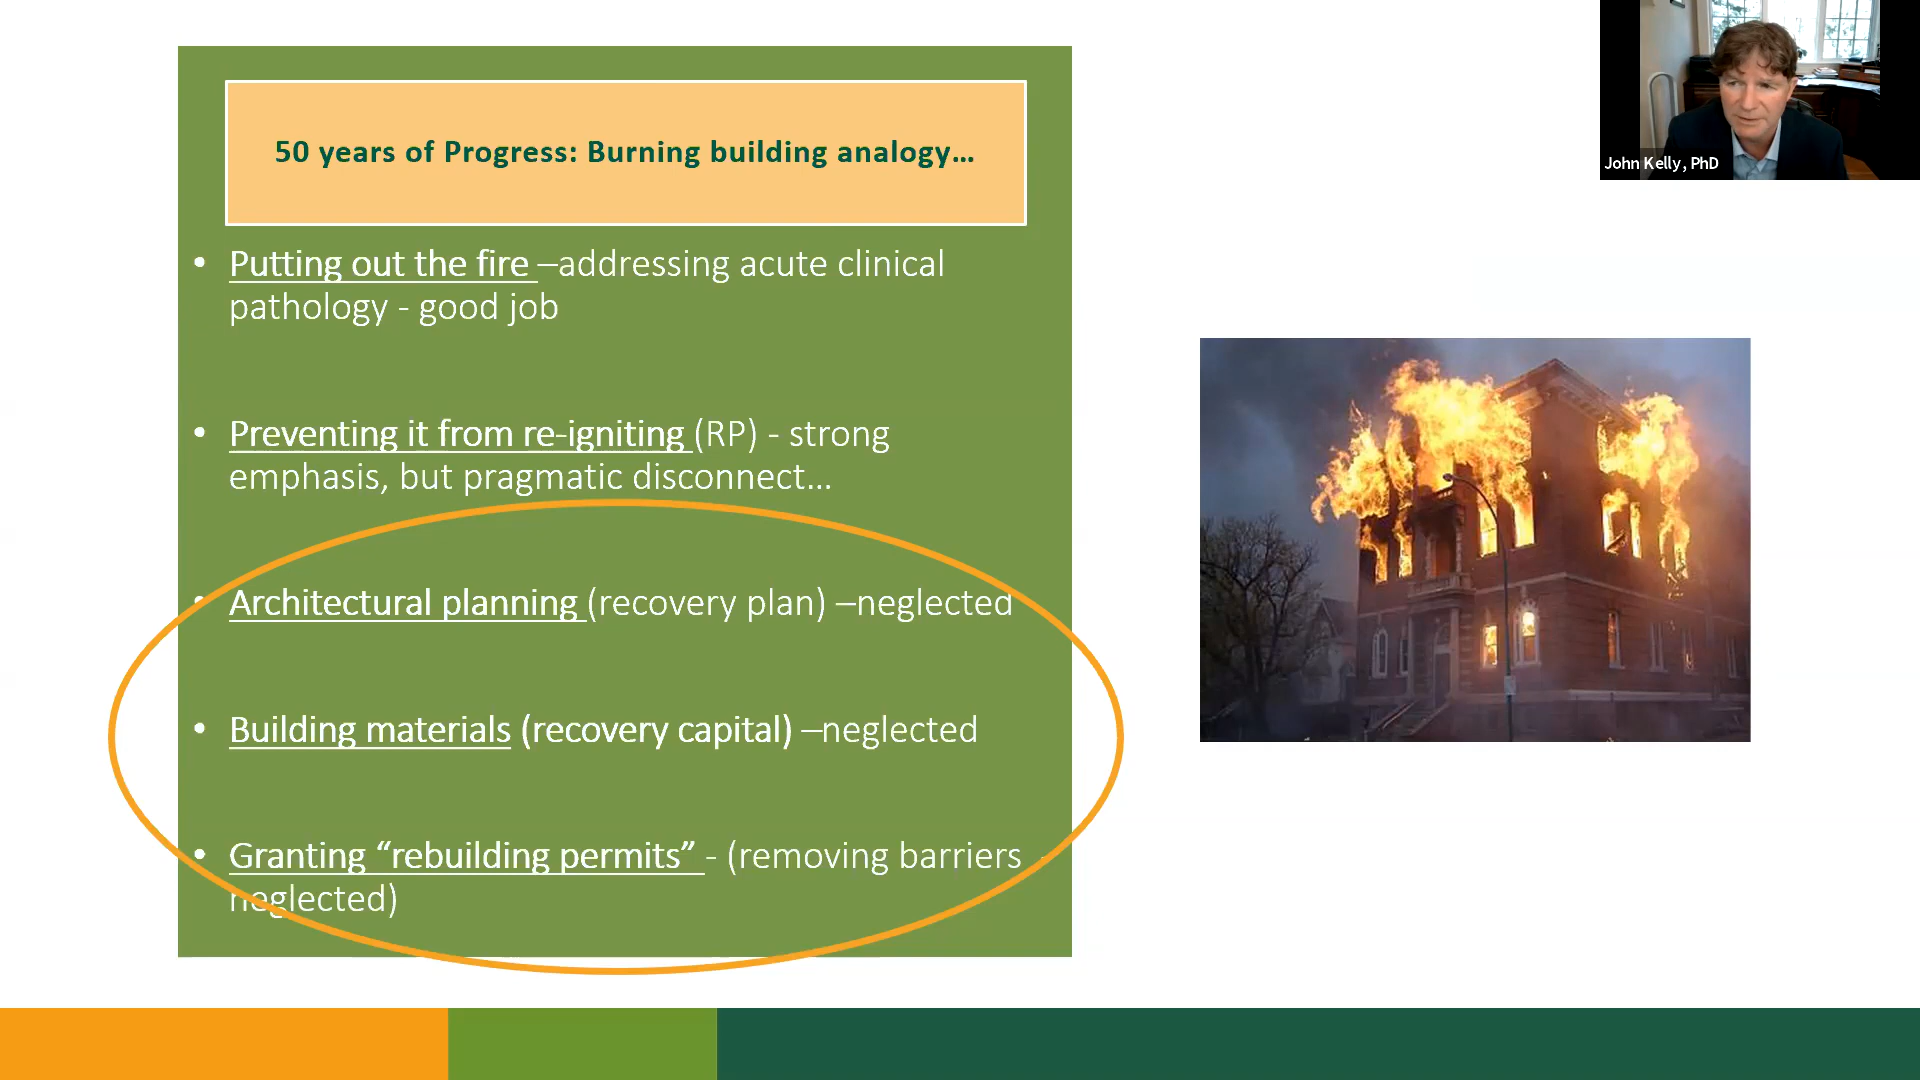 50 years of Progress: Burning building analogy…
• Putting out the fire –addressing acute clinical
pathology - good job
• Preventing it from re-igniting (RP) - strong
emphasis, but pragmatic disconnect…
• Architectural planning (recovery plan) –neglected
• Building materials (recovery capital) –neglected
• Granting “rebuilding permits” - (removing barriers -
neglected)
John Kelly, PhD